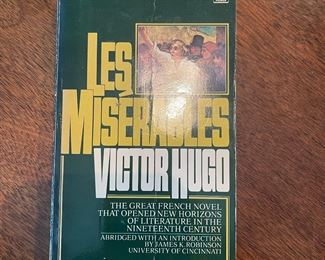 LES
MISERABLES
VICTOR HUGO
THE GREAT FRENCH NOVEL
THAT OPENED NEW HORIZONS
OF LITERATURE IN THE
NINETEENTH CENTURY
ABRIDGED WITH AN INTRODUCTION
BY JAMES K. ROBINSON
UNIVERSITY OF CINCINNATI